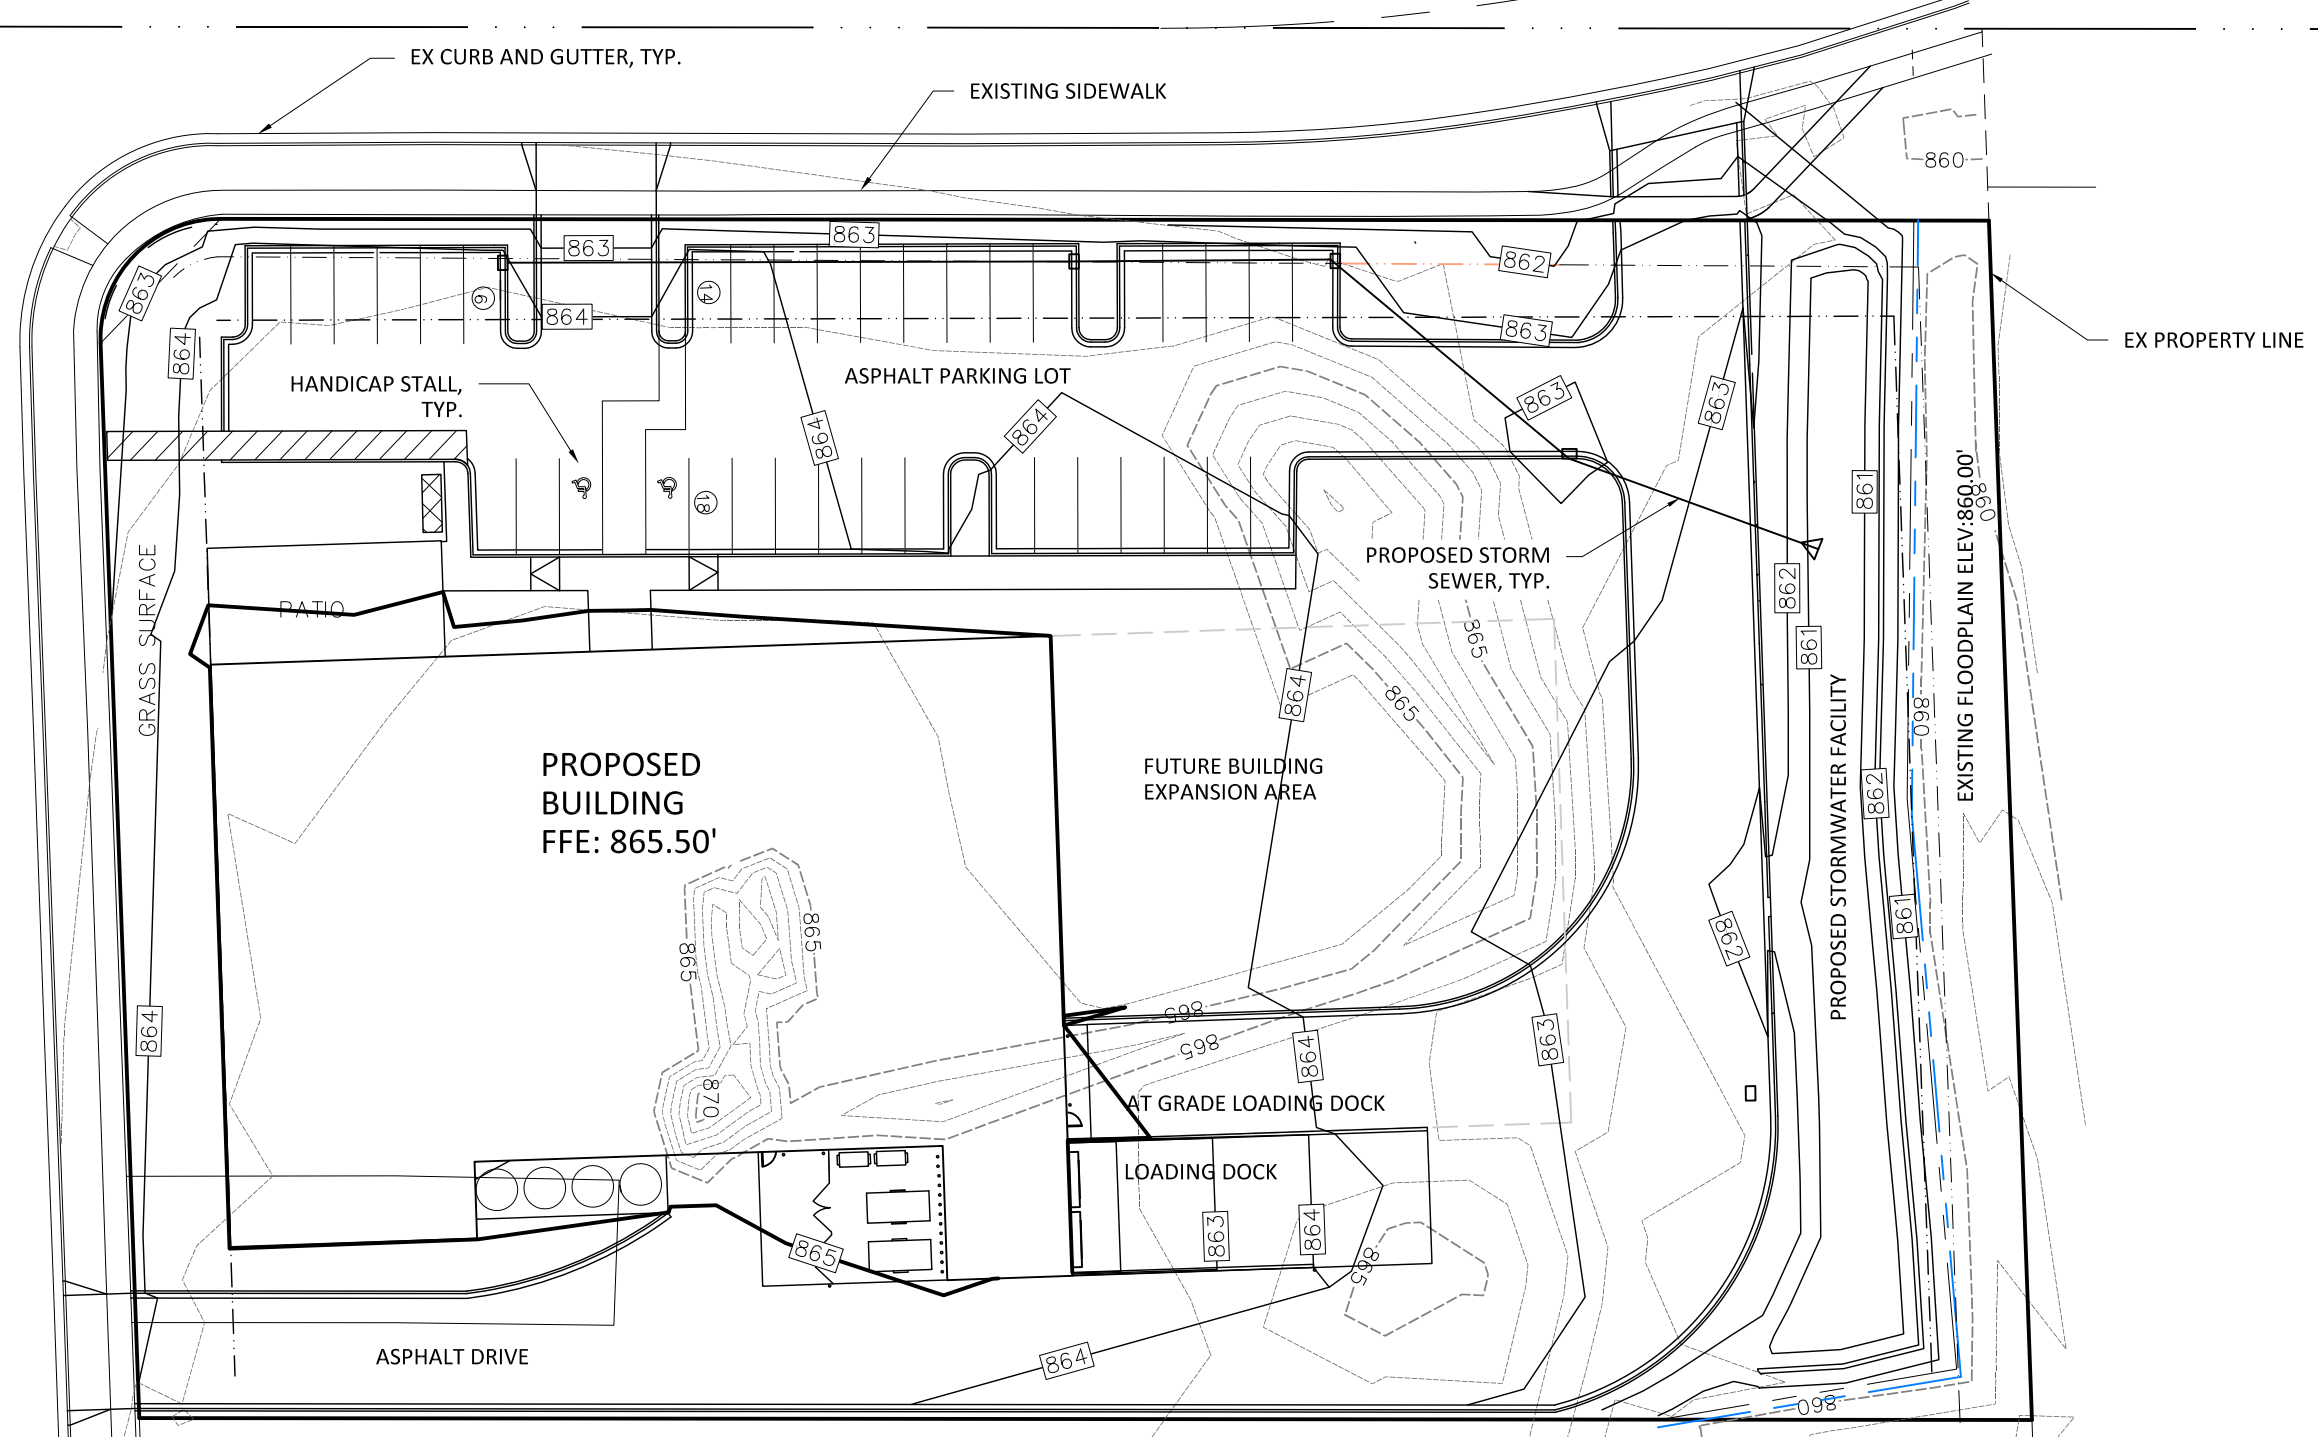 EX CURB AND GUTTER, TYP.
EXISTING SIDEWALK
860
863
863
862
863
864
863
6
14
864
EX PROPERTY LINE
HANDICAP STALL,
TYP.
ASPHALT PARKING LOT
863
863
864
864
18
861
860
EXISTING FLOODPLAIN ELEV:860.00'
PROPOSED STORM
SEWER, TYP.
862
GRASS SURFACE
PATIO
865
861
864
865
860
PROPOSED
BUILDING
FFE: 865.50'
FUTURE BUILDING
EXPANSION AREA
862
PROPOSED STORMWATER FACILITY
861
865
865
862
864
865
865
864
863
870
AT GRADE LOADING DOCK
LOADING DOCK
863
864
865
865
ASPHALT DRIVE
864
860